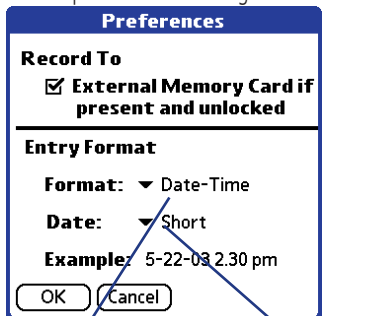 Preferences
Record To
External Memory Card if
present and unlocked
Entry Format
Format: Date-Time
Date: Short
Example: 5-22-03 2.30 pm
OK Cancel